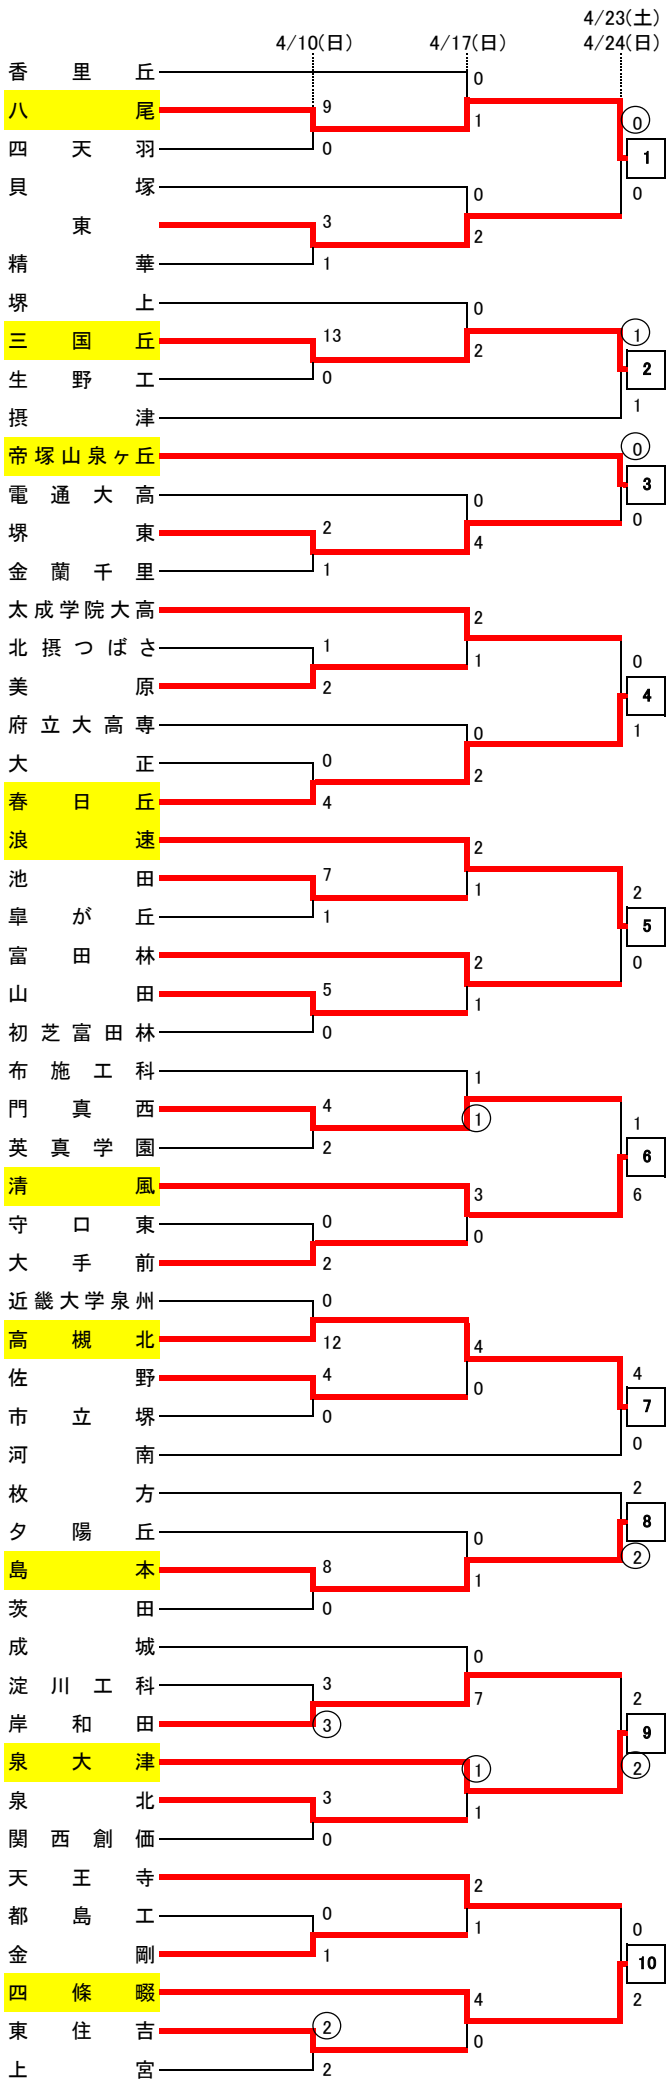 4/23(土)
4/10(日) 4/17(日) 4/24(日)
香里丘 0
八尾 9 1 ⓪ 1
四天羽 0
貝塚 0 0
東 3 2
精華 1
堺上 0
三国丘 13 2 ① 2
生野工 0
摂津 1
帝塚山泉ヶ丘 ⓪ 3
電通大高 0 0
堺東 2 4
金蘭千里 1
太成学院大高 2
北摂つばさ 1 1 0
美原 2 4
府立大高専 0 1
大正 0 2
春日丘 4
浪速 2
池田 7 1 2
皐が丘 1 5
富田林 2 0
山田 5 1
初芝富田林 0
布施工科 1
門真西 4 ① 1
英真学園 2 6
清風 3 6
守口東 0 0
大手前 2
近畿大学泉州 0
高槻北 12 4
佐野 4 0 4
市立堺 0 7
河南 0
枚方 2
夕陽丘 0 8
島本 8 1 ②
茨田 0
成城 0
淀川工科 3 7 2
岸和田 ③ 9
泉大津 ① ②
泉北 3 1
関西創価 0
天王寺 2
都島工 0 1 0
金剛 1 10
四條畷 4 2
東住吉 ② 0
上宮 2